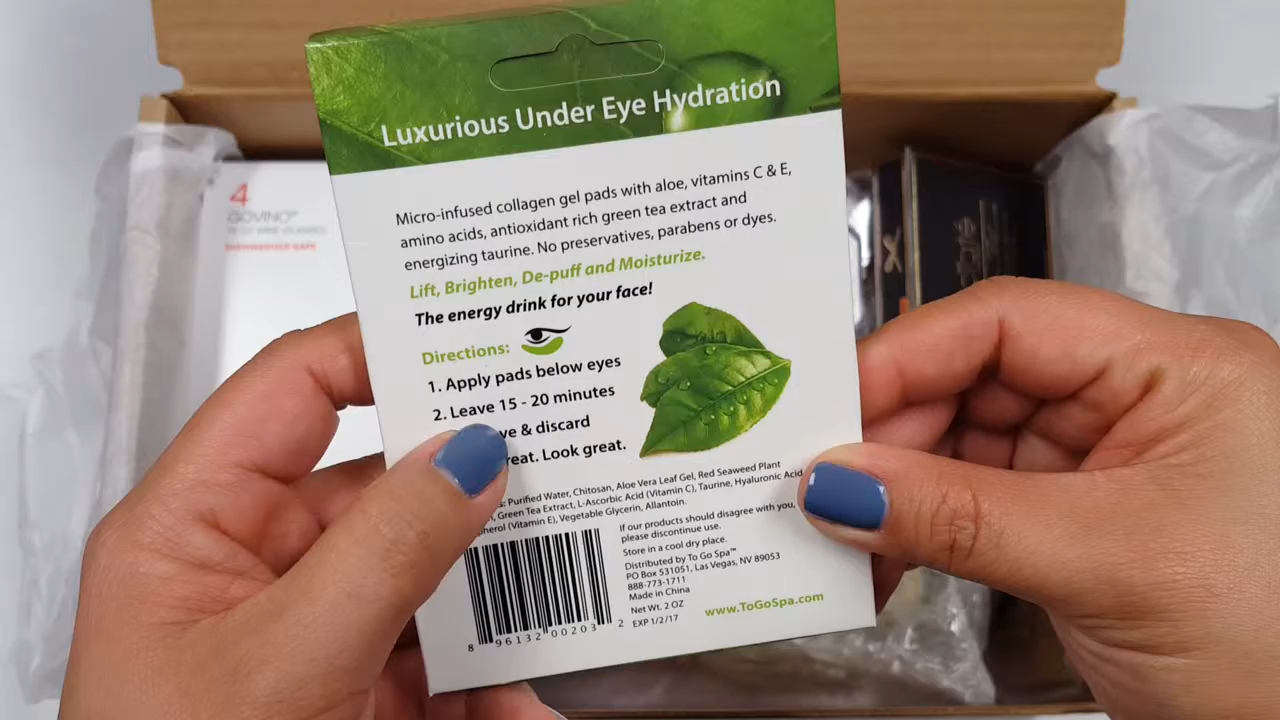 Luxurious Under Eye Hydration
Micro-infused collagen gel pads with aloe, vitamins C & E,
amino acids, antioxidant rich green tea extract and
energizing taurine. No preservatives, parabens or dyes.
Lift, Brighten, De-puff and Moisturize.
The energy drink for your face!
Directions:
1. Apply pads below eyes
2. Leave 15 - 20 minutes
ve & discard
reat. Look great.
s: Purified Water, Chitosan, Aloe Vera Leaf Gel, Red Seaweed Plant
, Green Tea Extract, L-Ascorbic Acid (Vitamin C), Taurine, Hyaluronic Acid
pherol (Vitamin E), Vegetable Glycerin, Allantoin.
If our products should disagree with you,
please discontinue use.
Store in a cool dry place.
Distributed by To Go Spa™
PO Box 531051, Las Vegas, NV 89053
888-773-1711
Made in China
Net Wt. 2 OZ
EXP 1/2/17
www.ToGoSpa.com
8 96132 00203 2
4
GOVINO
DISHWASHER SAFE